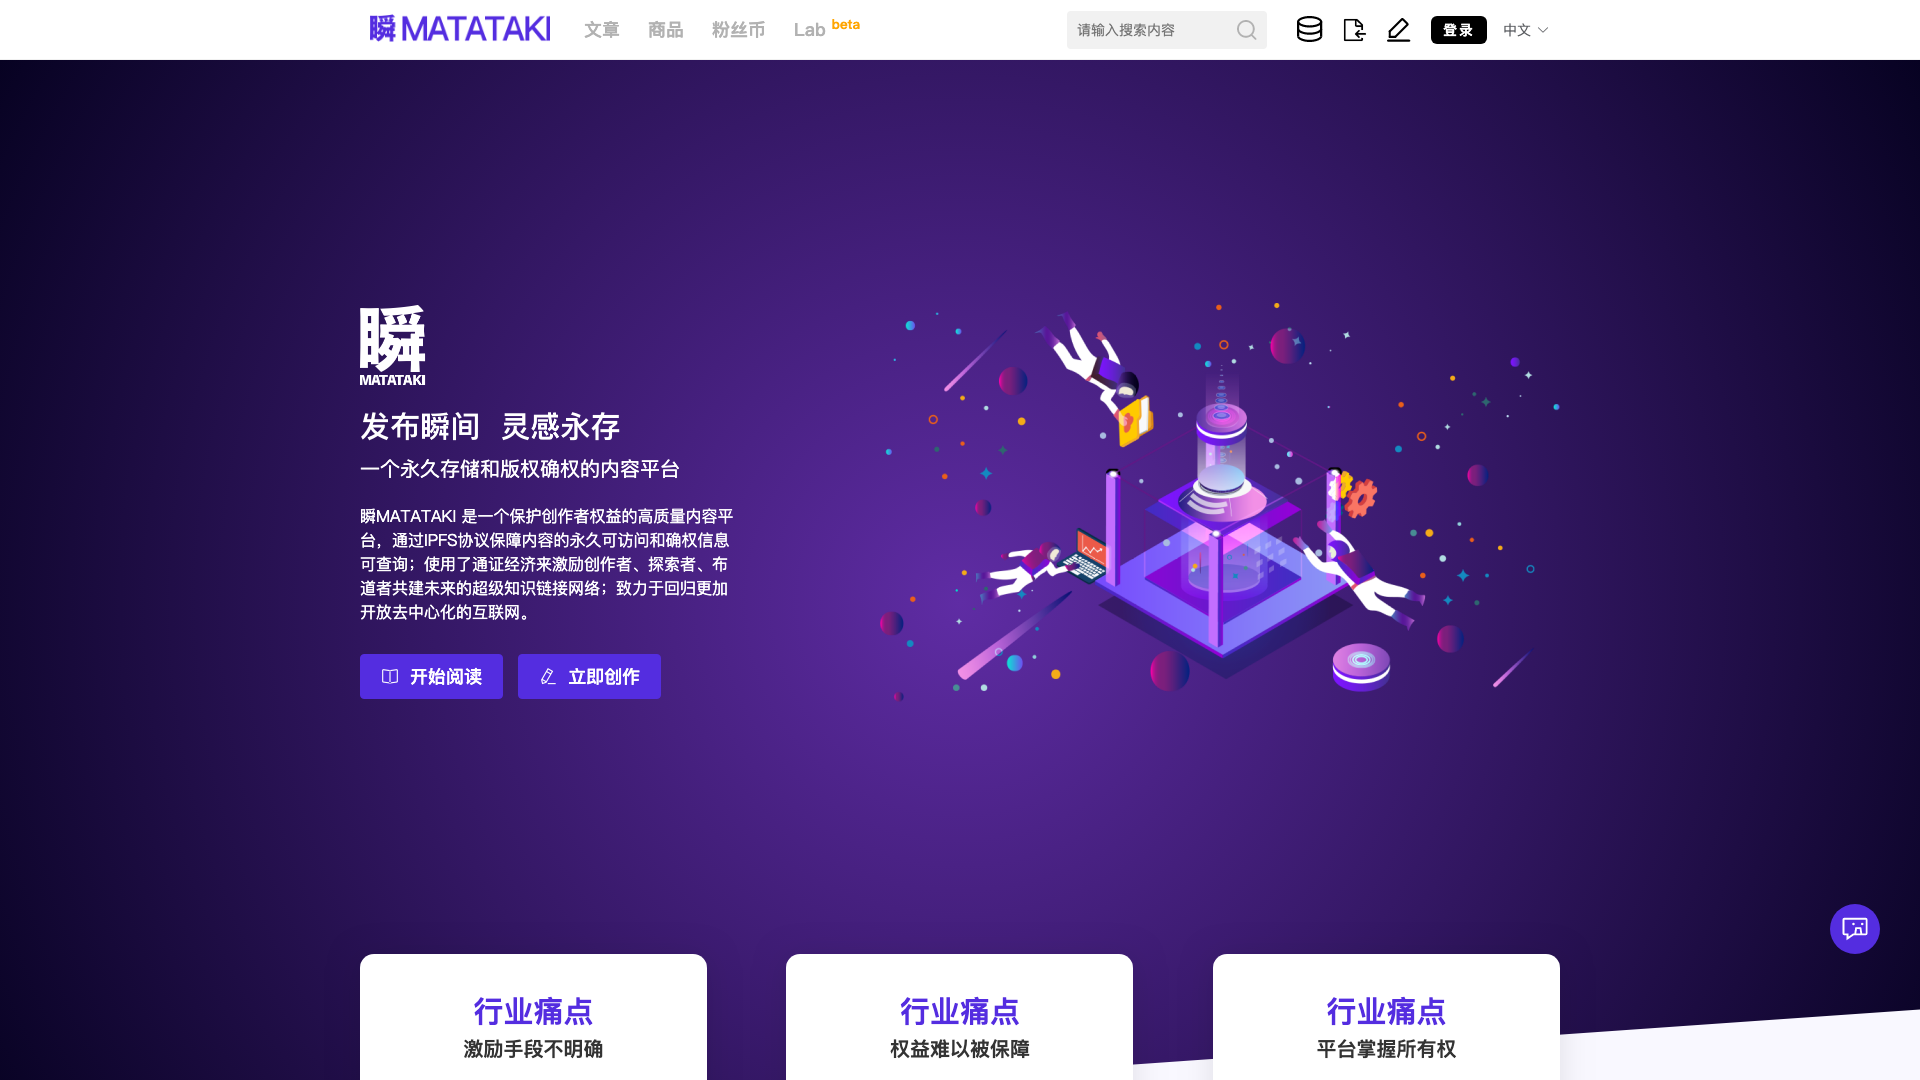 瞬MATATAKI
文章 商品 粉丝币 Lab beta
请输入搜索内容
登录 中文
瞬
MATATAKI
发布瞬间 灵感永存
一个永久存储和版权确权的内容平台
瞬MATATAKI 是一个保护创作者权益的高质量内容平
台，通过IPFS协议保障内容的永久可访问和确权信息
可查询；使用了通证经济来激励创作者、探索者、布
道者共建未来的超级知识链接网络；致力于回归更加
开放去中心化的互联网。
开始阅读 立即创作
行业痛点
激励手段不明确
行业痛点
权益难以被保障
行业痛点
平台掌握所有权